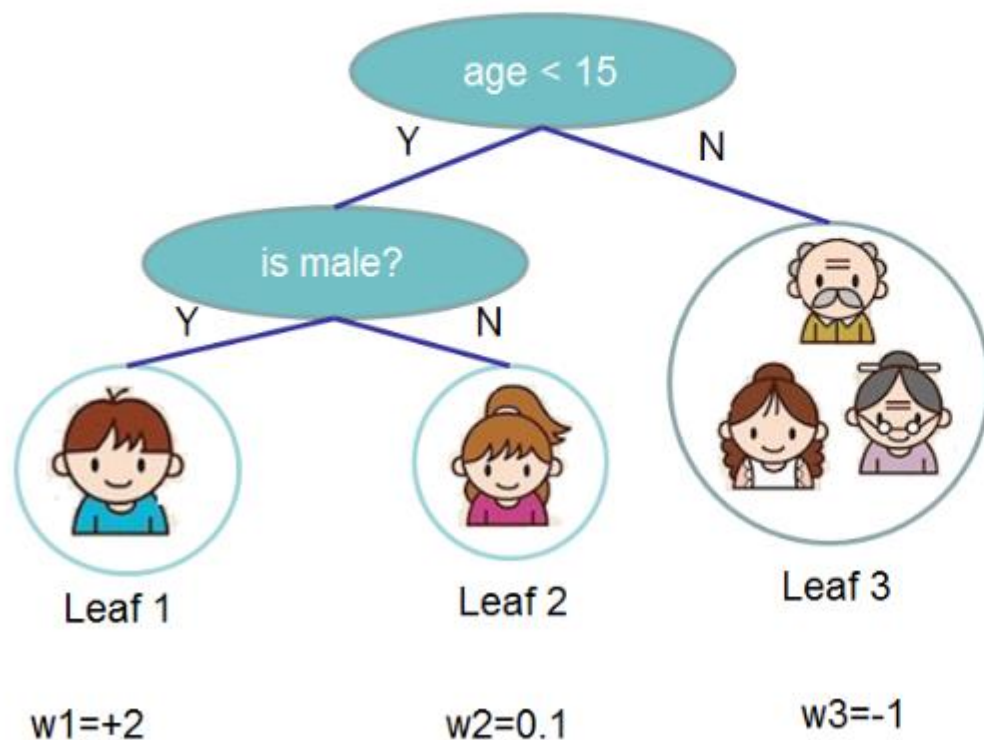 age < 15
Y
N
is male?
Y
N
Leaf 1
Leaf 2
Leaf 3
w1=+2
w2=0.1
w3=-1